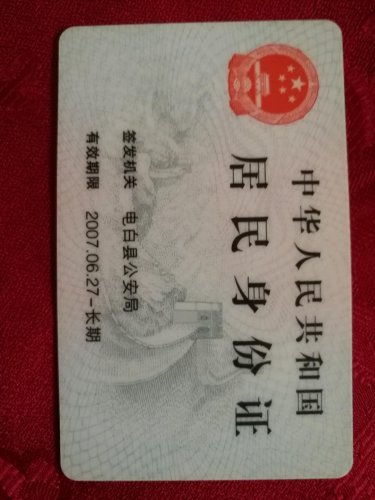 中华人民共和国
居民身份证
签发机关 电白县公安局
有效期限 2007.06.27-长期